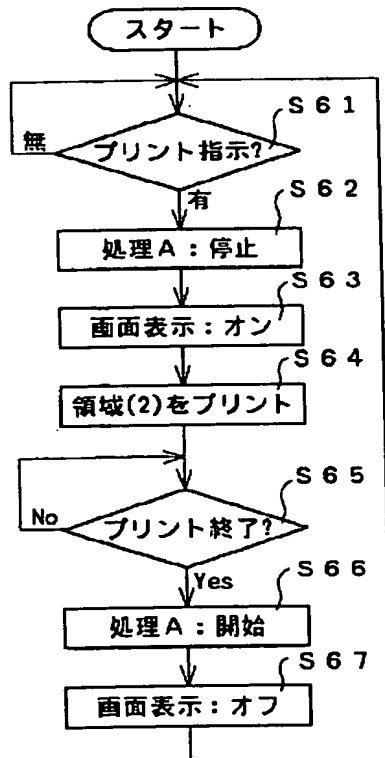 スタート
S61
プリント指示?
無
有
S62
処理A:停止
S63
画面表示:オン
S64
領域(2)をプリント
S65
プリント終了?
No
Yes
S66
処理A:開始
S67
画面表示:オフ